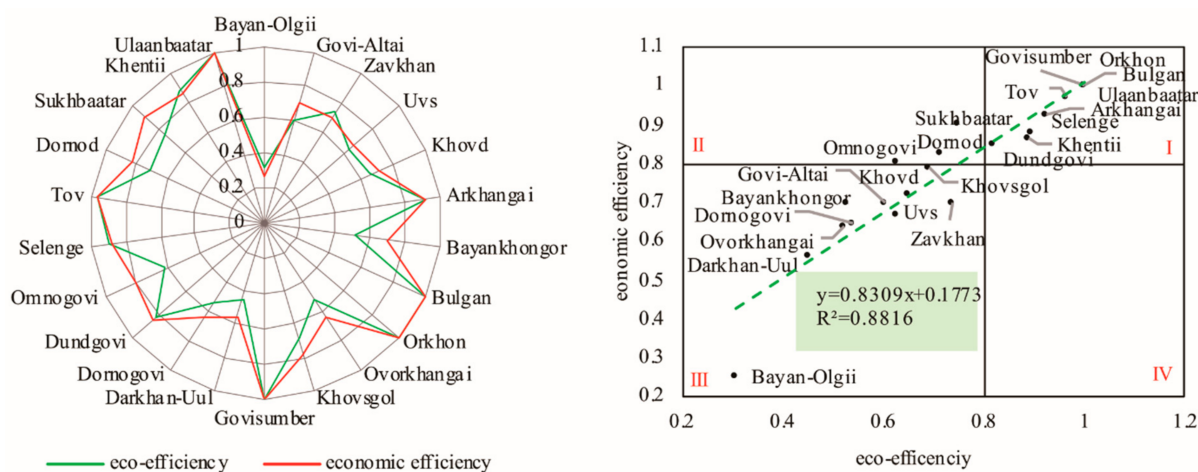 Bayan-Olgii
Govi-Altai
Zavkhan
Uvs
Khovd
Arkhangai
Bayankhongor
Bulgan
Orkhon
Ovorkhangai
Khovsgol
Govisumber
Darkhan-Uul
Dornogovi
Dundgovi
Omnogovi
Selenge
Tov
Dornod
Sukhbaatar
Khentii
Ulaanbaatar
1
0.8
0.6
0.4
0.2
0
eco-efficiency
economic efficiency
eonomic efficiency
1.1
1
0.9
0.8
0.7
0.6
0.5
0.4
0.3
0.2
II
I
III
IV
Govisumber
Orkhon
Bulgan
Tov
Ulaanbaatar
Arkhangai
Sukhbaatar
Selenge
Dornod
Khentii
Omnogovi
Dundgovi
Govi-Altai
Khovd
Khovsgol
Bayankhongor
Dornogovi
Uvs
Zavkhan
Ovorkhangai
Darkhan-Uul
y=0.8309x+0.1773
R²=0.8816
Bayan-Olgii
0.2
0.4
0.6
0.8
1
1.2
eco-efficenciy